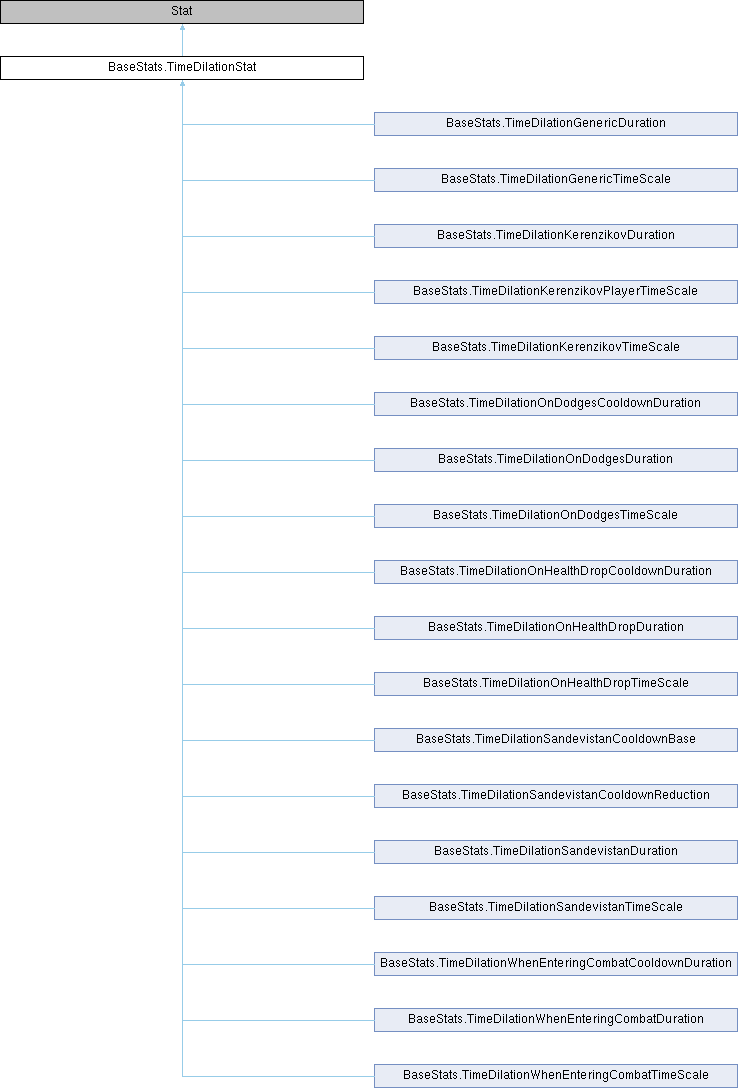 Stat
BaseStats.TimeDilationStat
BaseStats.TimeDilationGenericDuration
BaseStats.TimeDilationGenericTimeScale
BaseStats.TimeDilationKerenzikovDuration
BaseStats.TimeDilationKerenzikovPlayerTimeScale
BaseStats.TimeDilationKerenzikovTimeScale
BaseStats.TimeDilationOnDodgesCooldownDuration
BaseStats.TimeDilationOnDodgesDuration
BaseStats.TimeDilationOnDodgesTimeScale
BaseStats.TimeDilationOnHealthDropCooldownDuration
BaseStats.TimeDilationOnHealthDropDuration
BaseStats.TimeDilationOnHealthDropTimeScale
BaseStats.TimeDilationSandevistanCooldownBase
BaseStats.TimeDilationSandevistanCooldownReduction
BaseStats.TimeDilationSandevistanDuration
BaseStats.TimeDilationSandevistanTimeScale
BaseStats.TimeDilationWhenEnteringCombatCooldownDuration
BaseStats.TimeDilationWhenEnteringCombatDuration
BaseStats.TimeDilationWhenEnteringCombatTimeScale